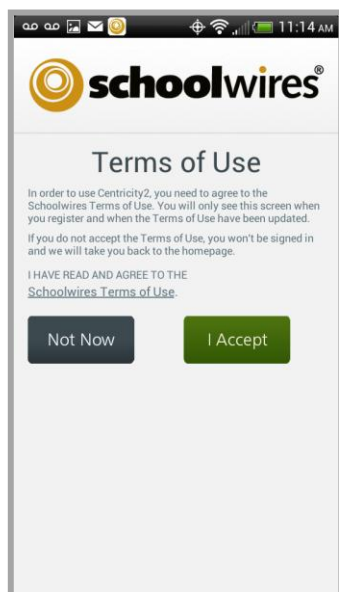 11:14 AM
schoolwires®
Terms of Use
In order to use Centricity2, you need to agree to the
Schoolwires Terms of Use. You will only see this screen when
you register and when the Terms of Use have been updated.
If you do not accept the Terms of Use, you won't be signed in
and we will take you back to the homepage.
I HAVE READ AND AGREE TO THE
Schoolwires Terms of Use.
Not Now
I Accept